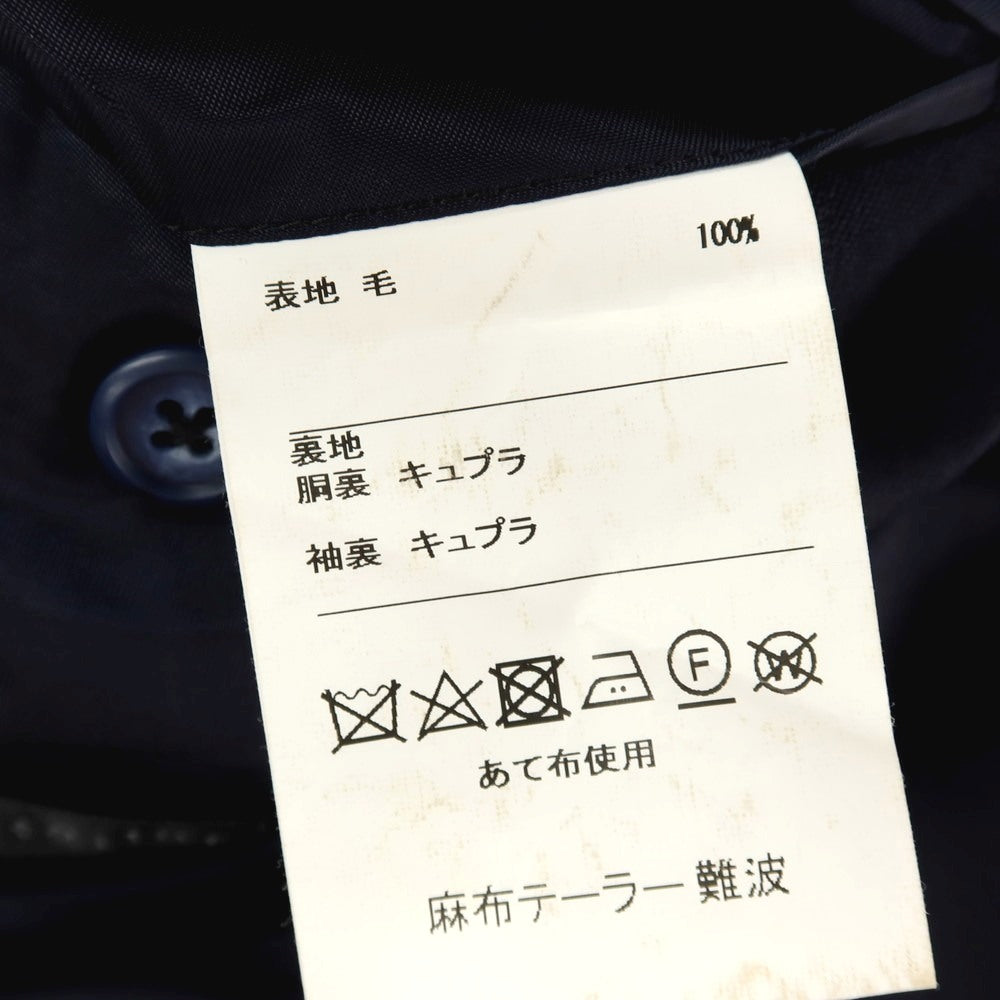 表地 毛 100%
裏地
胴裏 キュプラ
袖裏 キュプラ
F W
あて布使用
麻布テーラー難波